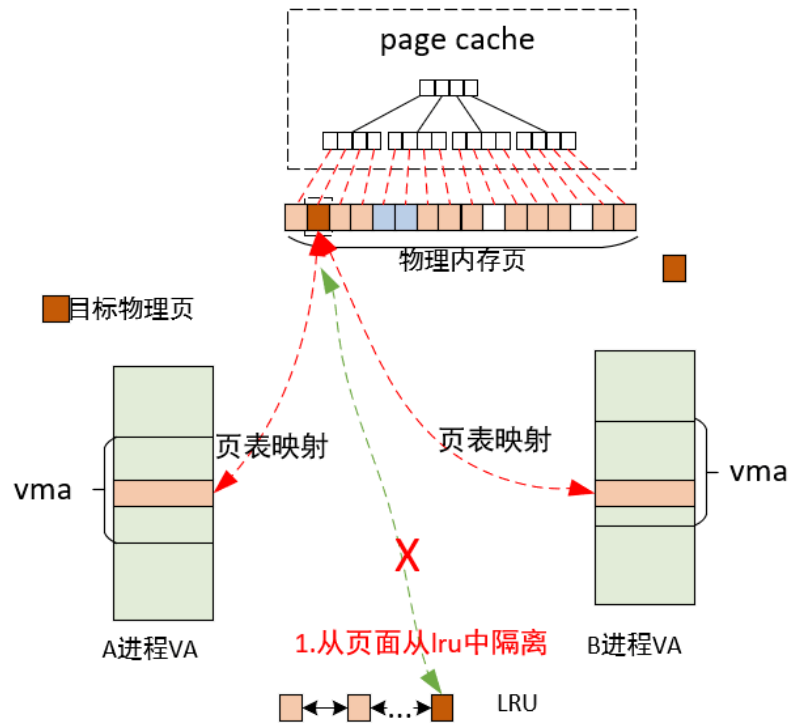 page cache
物理内存页
目标物理页
页表映射
页表映射
vma
vma
X
A进程VA
1.从页面从lru中隔离
B进程VA
...
LRU